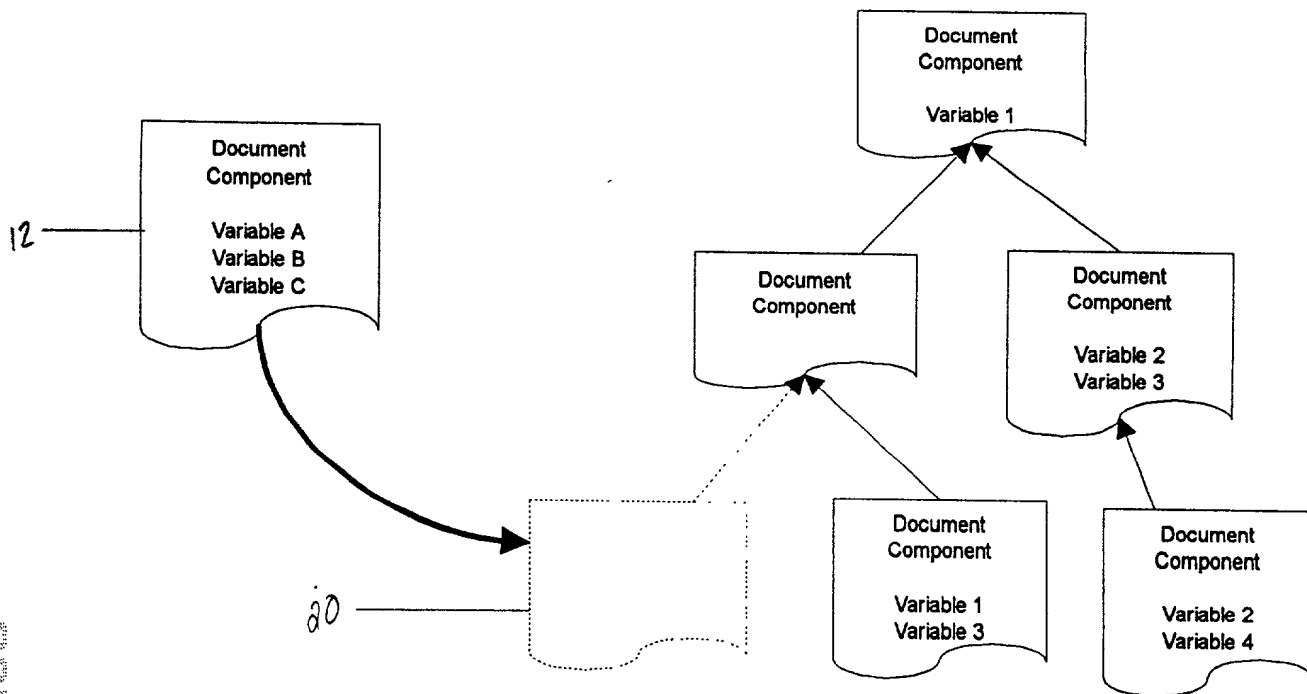 Document
Component
Variable 1
Document
Component
Variable A
Variable B
Variable C
12
Document
Component
Document
Component
Variable 2
Variable 3
Document
Component
Variable 1
Variable 3
Document
Component
Variable 2
Variable 4
20